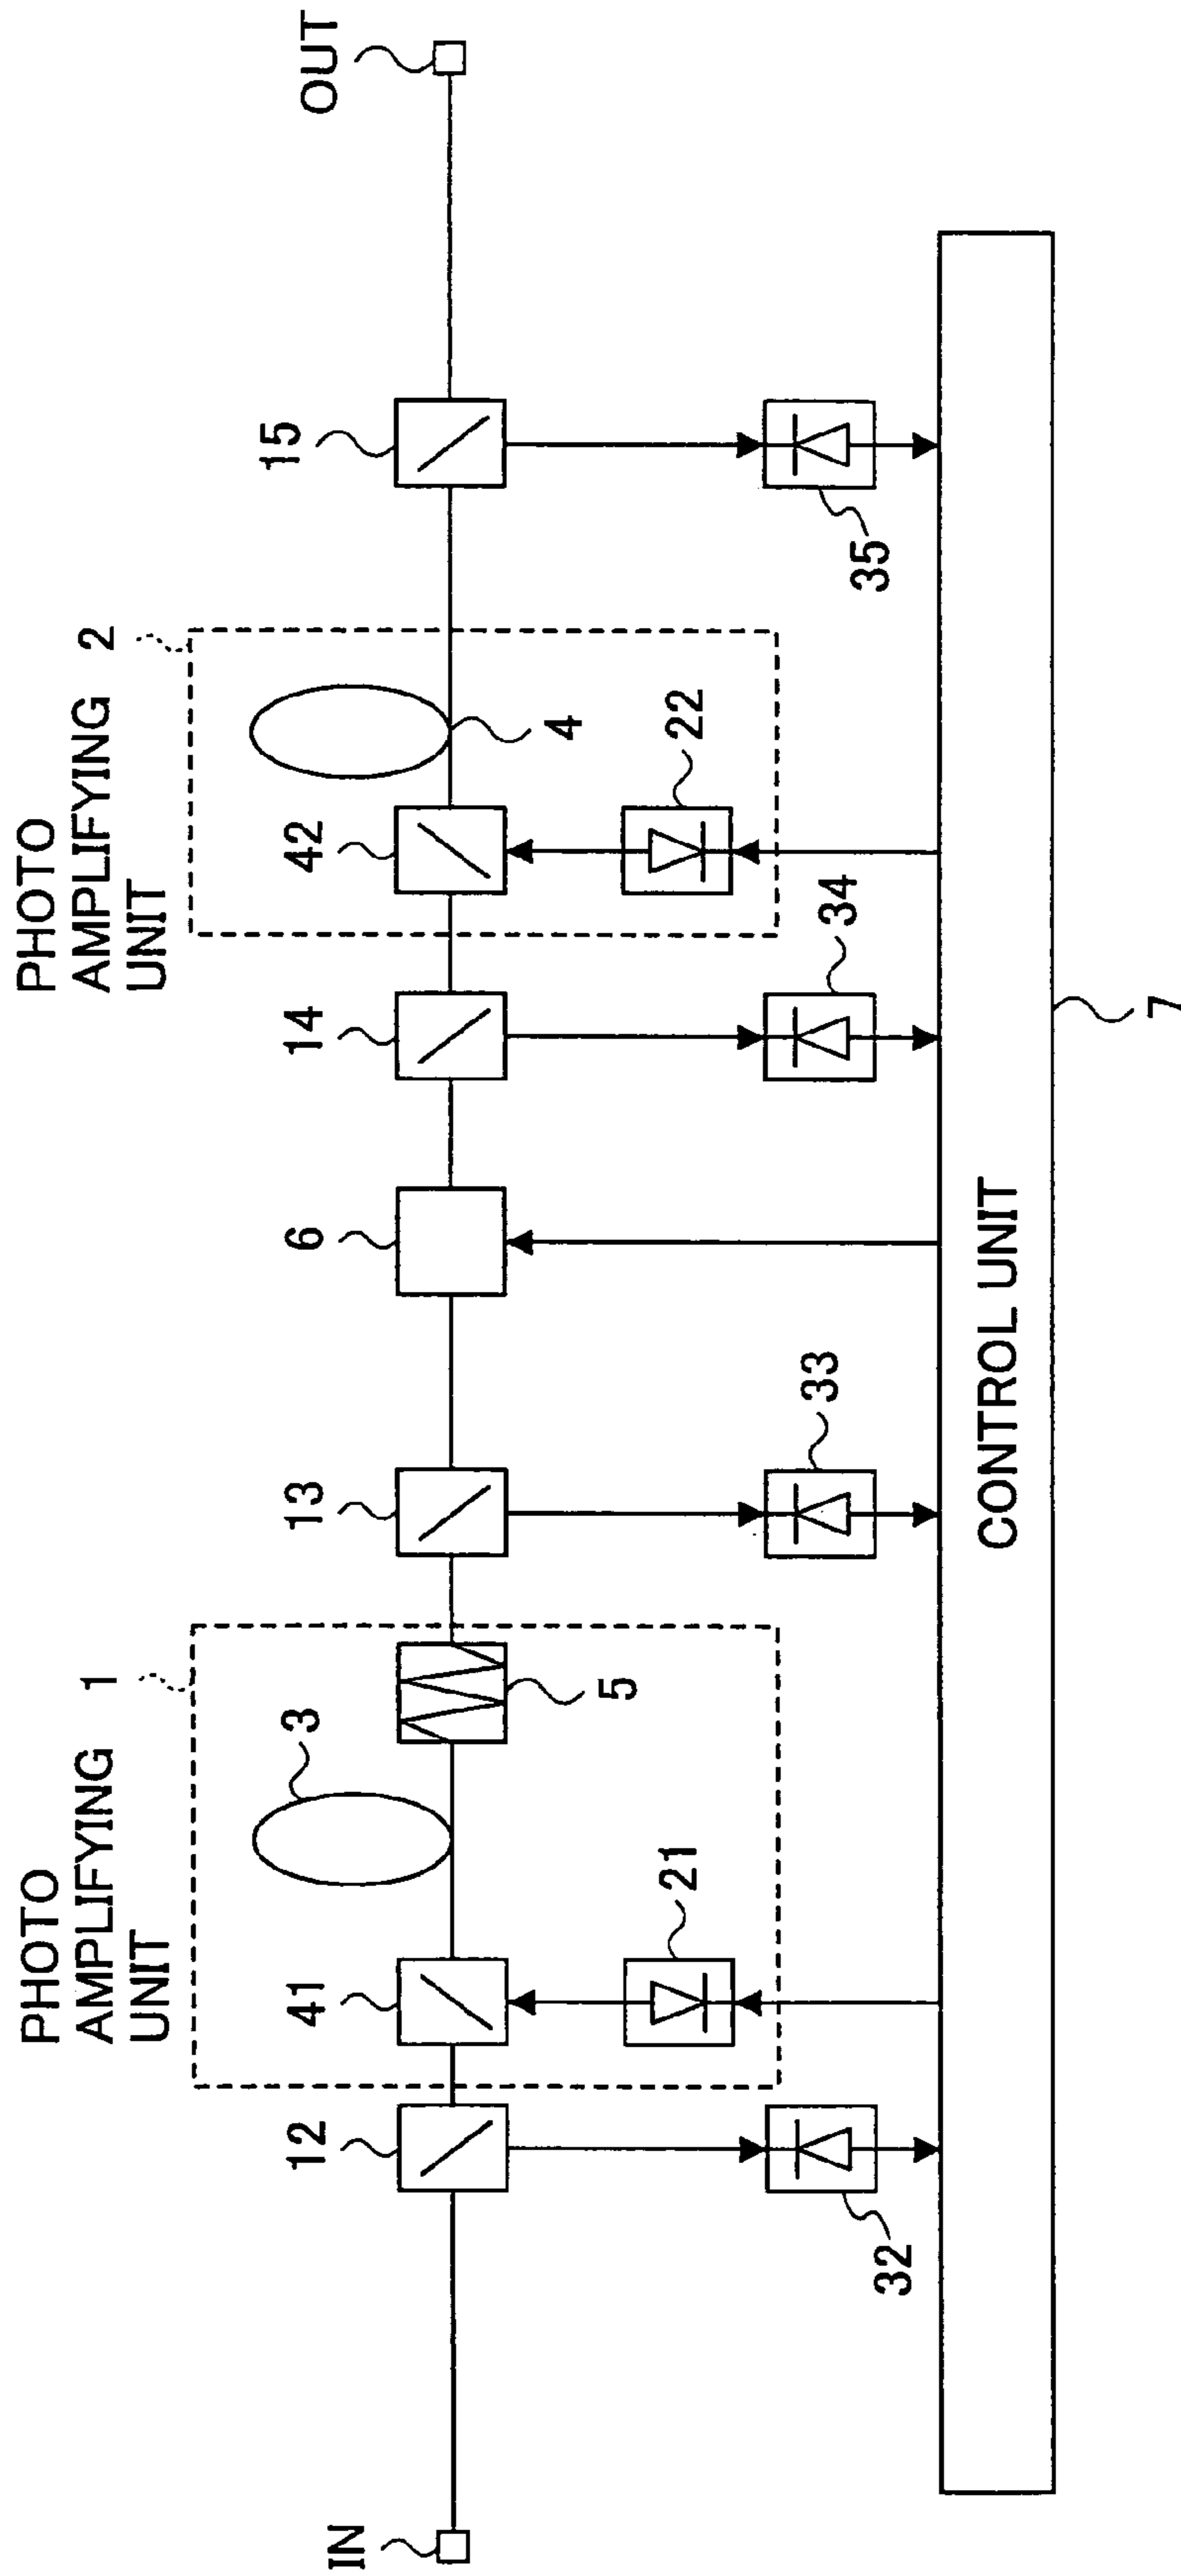 PHOTO
AMPLIFYING 1
UNIT
PHOTO
AMPLIFYING 2
UNIT
IN
12
41
3
5
13
6
14
42
4
15
OUT
21
22
32
33
34
35
CONTROL UNIT
7